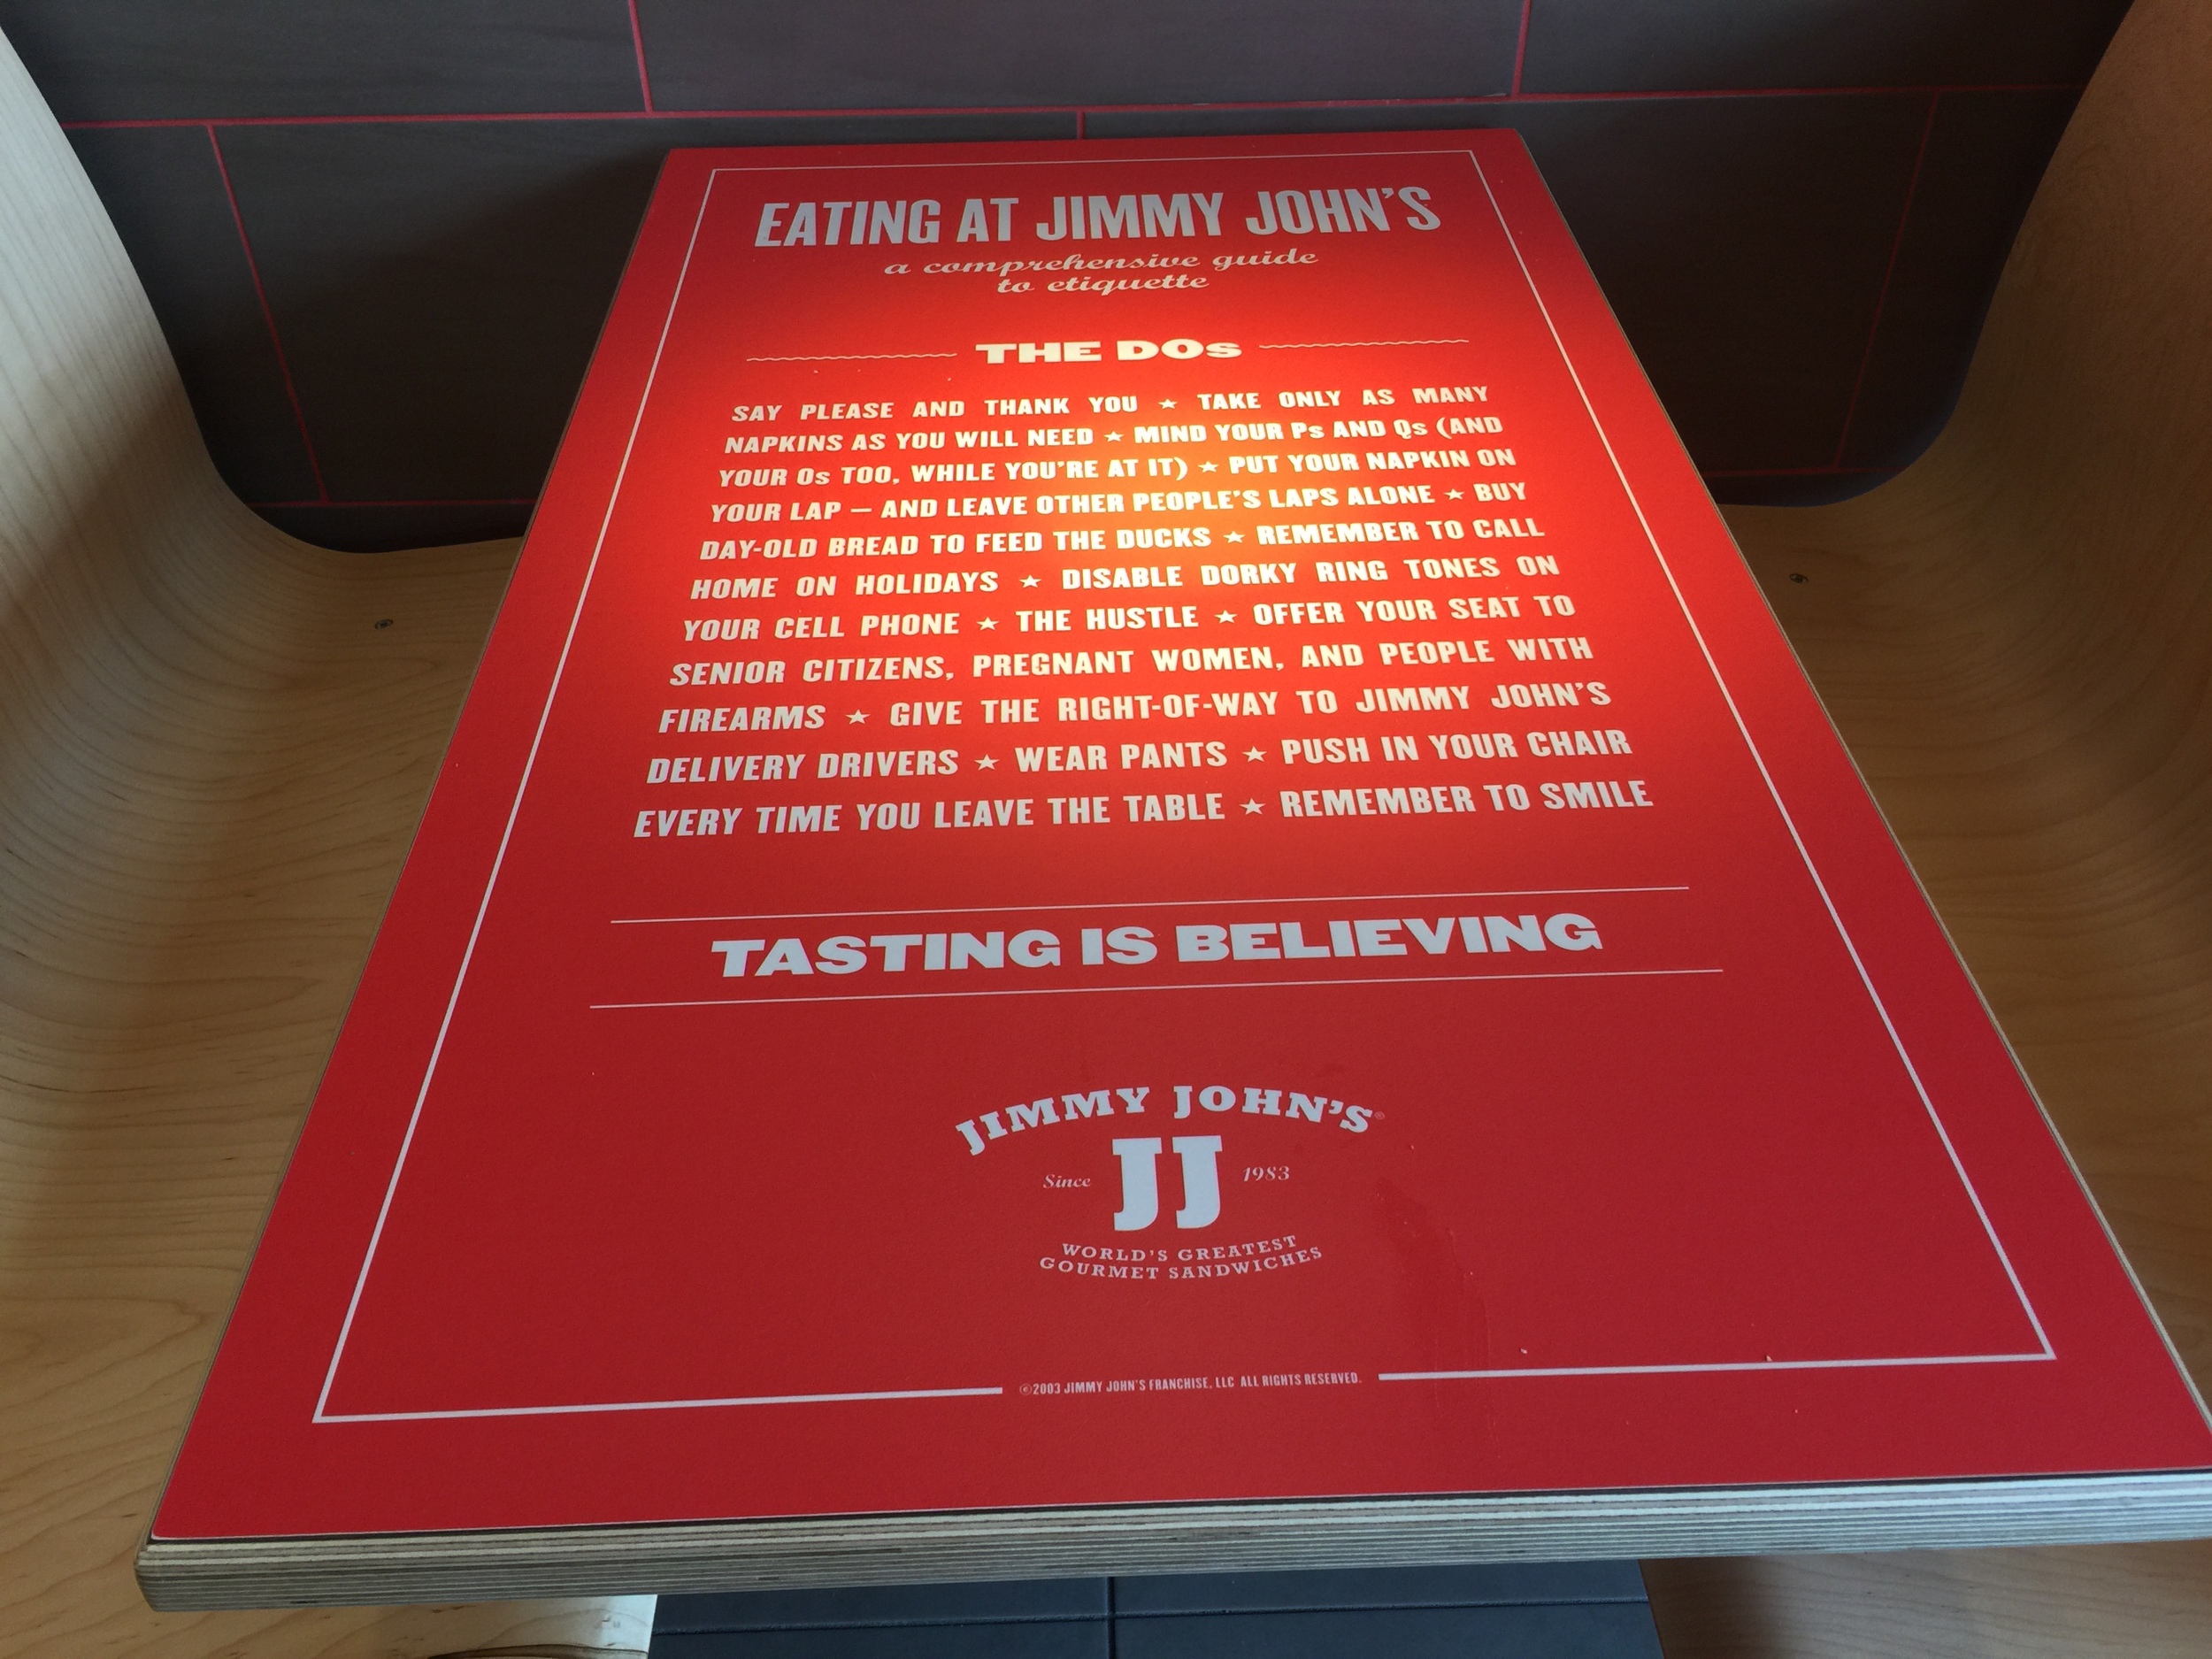 EATING AT JIMMY JOHN'S
a comprehensive guide
to etiquette
THE DOs
SAY PLEASE AND THANK YOU ★ TAKE ONLY AS MANY
NAPKINS AS YOU WILL NEED ★ MIND YOUR Ps AND Qs (AND
YOUR Os TOO, WHILE YOU'RE AT IT) ★ PUT YOUR NAPKIN ON
YOUR LAP — AND LEAVE OTHER PEOPLE'S LAPS ALONE ★ BUY
DAY-OLD BREAD TO FEED THE DUCKS ★ REMEMBER TO CALL
HOME ON HOLIDAYS ★ DISABLE DORKY RING TONES ON
YOUR CELL PHONE ★ THE HUSTLE ★ OFFER YOUR SEAT TO
SENIOR CITIZENS, PREGNANT WOMEN, AND PEOPLE WITH
FIREARMS ★ GIVE THE RIGHT-OF-WAY TO JIMMY JOHN'S
DELIVERY DRIVERS ★ WEAR PANTS ★ PUSH IN YOUR CHAIR
EVERY TIME YOU LEAVE THE TABLE ★ REMEMBER TO SMILE
TASTING IS BELIEVING
JIMMY JOHN'S®
Since JJ 1983
WORLD'S GREATEST
GOURMET SANDWICHES
©2003 JIMMY JOHN'S FRANCHISE, LLC ALL RIGHTS RESERVED.